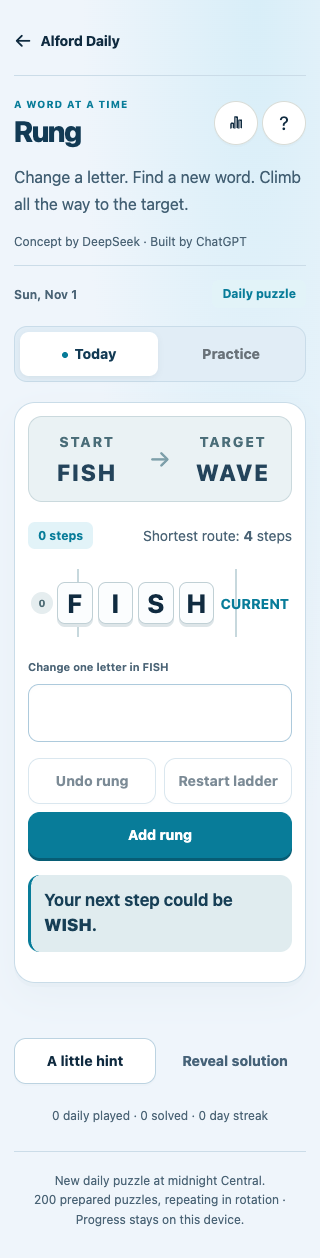 Alford Daily
A WORD AT A TIME
Rung
?
Change a letter. Find a new word. Climb
all the way to the target.
Concept by DeepSeek · Built by ChatGPT
Sun, Nov 1
Daily puzzle
Today
Practice
START
TARGET
FISH
WAVE
0 steps
Shortest route: 4 steps
0
F I S H
CURRENT
Change one letter in FISH
Undo rung
Restart ladder
Add rung
Your next step could be
WISH.
A little hint
Reveal solution
0 daily played · 0 solved · 0 day streak
New daily puzzle at midnight Central.
200 prepared puzzles, repeating in rotation ·
Progress stays on this device.